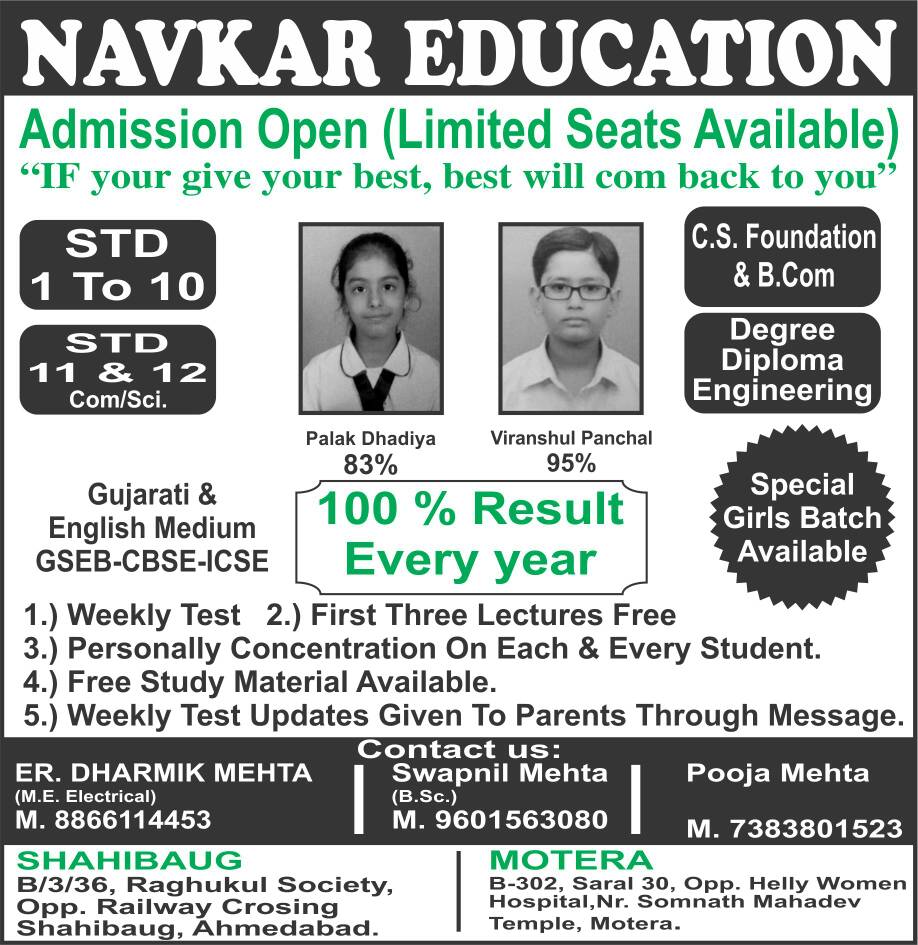 NAVKAR EDUCATION
Admission Open (Limited Seats Available)
“IF your give your best, best will com back to you”
STD
1 To 10
STD
11 & 12
Com/Sci.
Palak Dhadiya
83%
Viranshul Panchal
95%
C.S. Foundation
& B.Com
Degree
Diploma
Engineering
Gujarati &
English Medium
GSEB-CBSE-ICSE
100 % Result
Every year
Special
Girls Batch
Available
1.) Weekly Test 2.) First Three Lectures Free
3.) Personally Concentration On Each & Every Student.
4.) Free Study Material Available.
5.) Weekly Test Updates Given To Parents Through Message.
Contact us:
ER. DHARMIK MEHTA
(M.E. Electrical)
M. 8866114453
Swapnil Mehta
(B.Sc.)
M. 9601563080
Pooja Mehta
M. 7383801523
SHAHIBAUG
B/3/36, Raghukul Society,
Opp. Railway Crossing
Shahibaug, Ahmedabad.
MOTERA
B-302, Saral 30, Opp. Helly Women
Hospital,Nr. Somnath Mahadev
Temple, Motera.